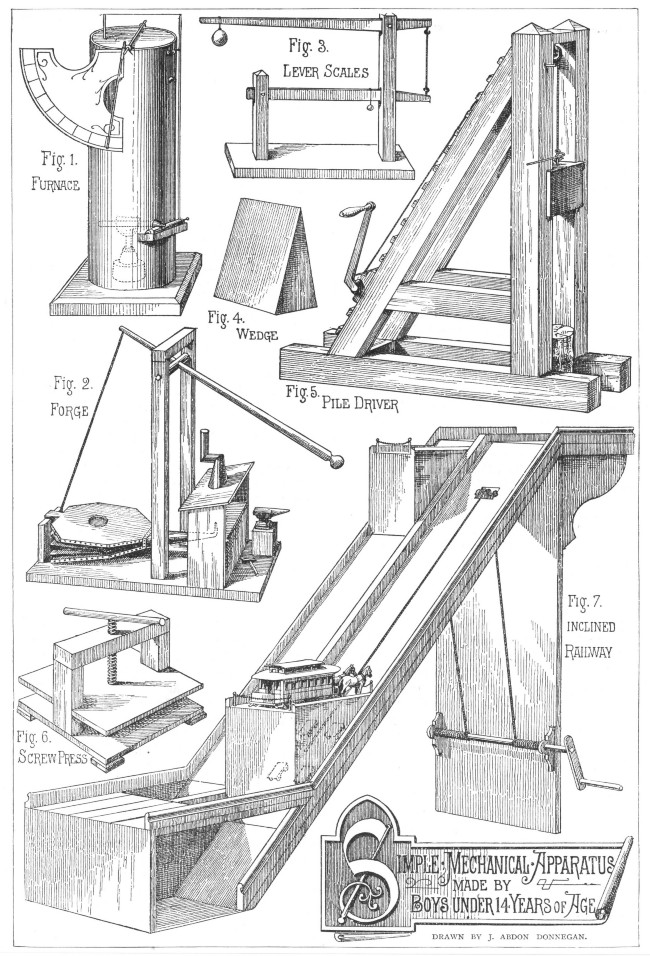 Fig. 3.
LEVER SCALES
Fig. 1.
FURNACE
Fig. 4.
WEDGE
Fig. 2.
FORGE
Fig. 5.
PILE DRIVER
Fig. 7.
INCLINED
RAILWAY
Fig. 6.
SCREW PRESS
SIMPLE·MECHANICAL·APPARATUS
MADE BY
BOYS UNDER 14 YEARS OF AGE
DRAWN BY J. ABDON DONNEGAN.